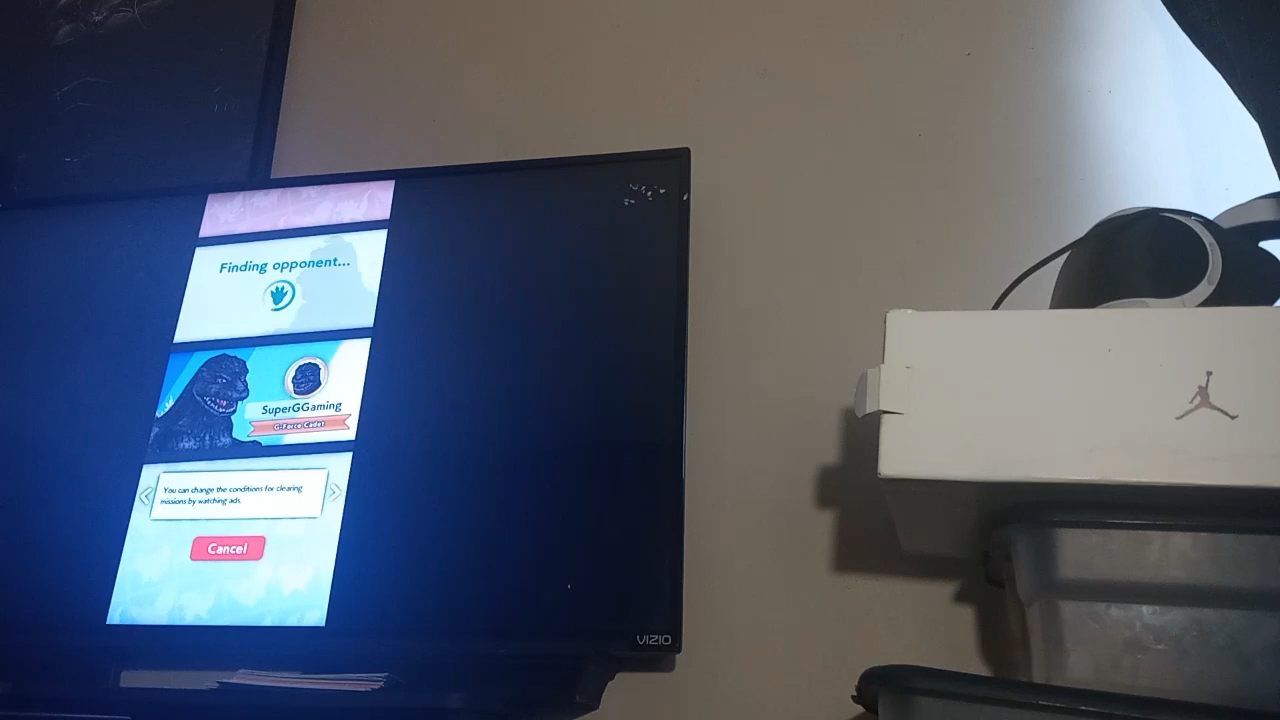 Finding opponent...
SuperGGaming
G-Force Cadet
You can change the conditions for clearing
missions by watching ads.
Cancel
VIZIO